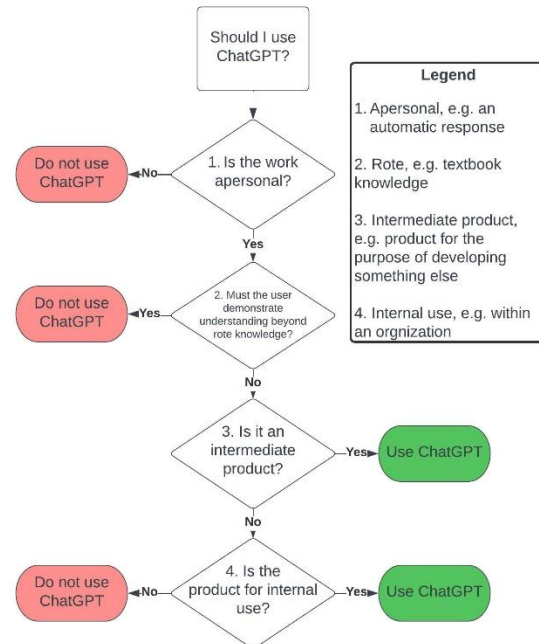 Should I use
ChatGPT?
Legend
1. Apersonal, e.g. an
automatic response
2. Rote, e.g. textbook
knowledge
3. Intermediate product,
e.g. product for the
purpose of developing
something else
4. Internal use, e.g. within
an orgnization
1. Is the work
apersonal?
No
Do not use
ChatGPT
Yes
2. Must the user
demonstrate
understanding beyond
rote knowledge?
Yes
Do not use
ChatGPT
No
3. Is it an
intermediate
product?
Yes
Use ChatGPT
No
4. Is the
product for internal
use?
No
Do not use
ChatGPT
Yes
Use ChatGPT